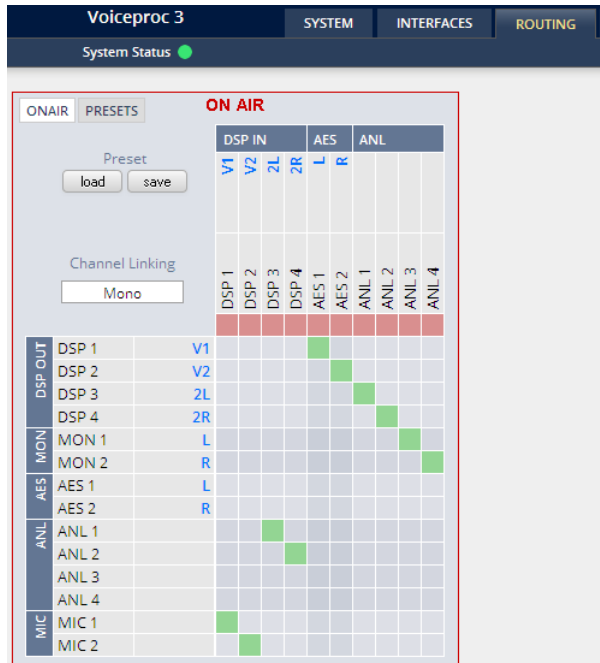 Voiceproc 3
SYSTEM INTERFACES ROUTING
System Status
ONAIR PRESETS ON AIR
DSP IN AES ANL
Preset
load save
V1 V2 2L 2R L R
Channel Linking
Mono
DSP 1 DSP 2 DSP 3 DSP 4 AES 1 AES 2 ANL 1 ANL 2 ANL 3 ANL 4
DSP OUT
DSP 1 V1
DSP 2 V2
DSP 3 2L
DSP 4 2R
MON
MON 1 L
MON 2 R
AES
AES 1 L
AES 2 R
ANL
ANL 1
ANL 2
ANL 3
ANL 4
MIC
MIC 1
MIC 2